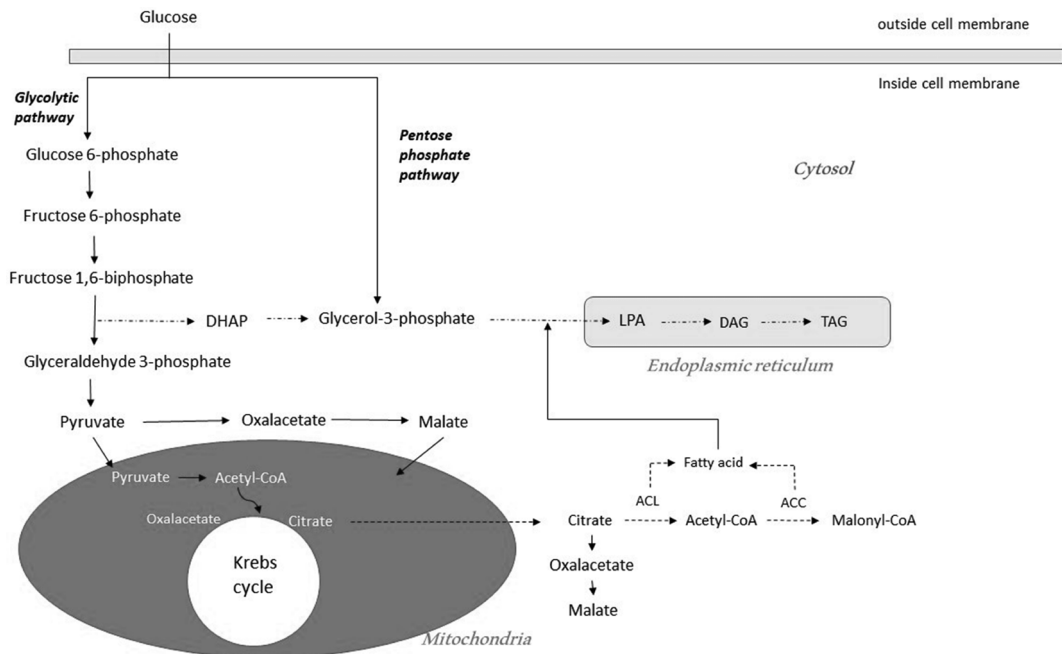 Glucose
outside cell membrane
Inside cell membrane
Glycolytic
pathway
Pentose
phosphate
pathway
Cytosol
Glucose 6-phosphate
Fructose 6-phosphate
Fructose 1,6-biphosphate
DHAP
Glycerol-3-phosphate
LPA
DAG
TAG
Endoplasmic reticulum
Glyceraldehyde 3-phosphate
Pyruvate
Oxalacetate
Malate
Pyruvate
Acetyl-CoA
Oxalacetate
Citrate
Krebs
cycle
Mitochondria
Fatty acid
ACL
ACC
Citrate
Acetyl-CoA
Malonyl-CoA
Oxalacetate
Malate